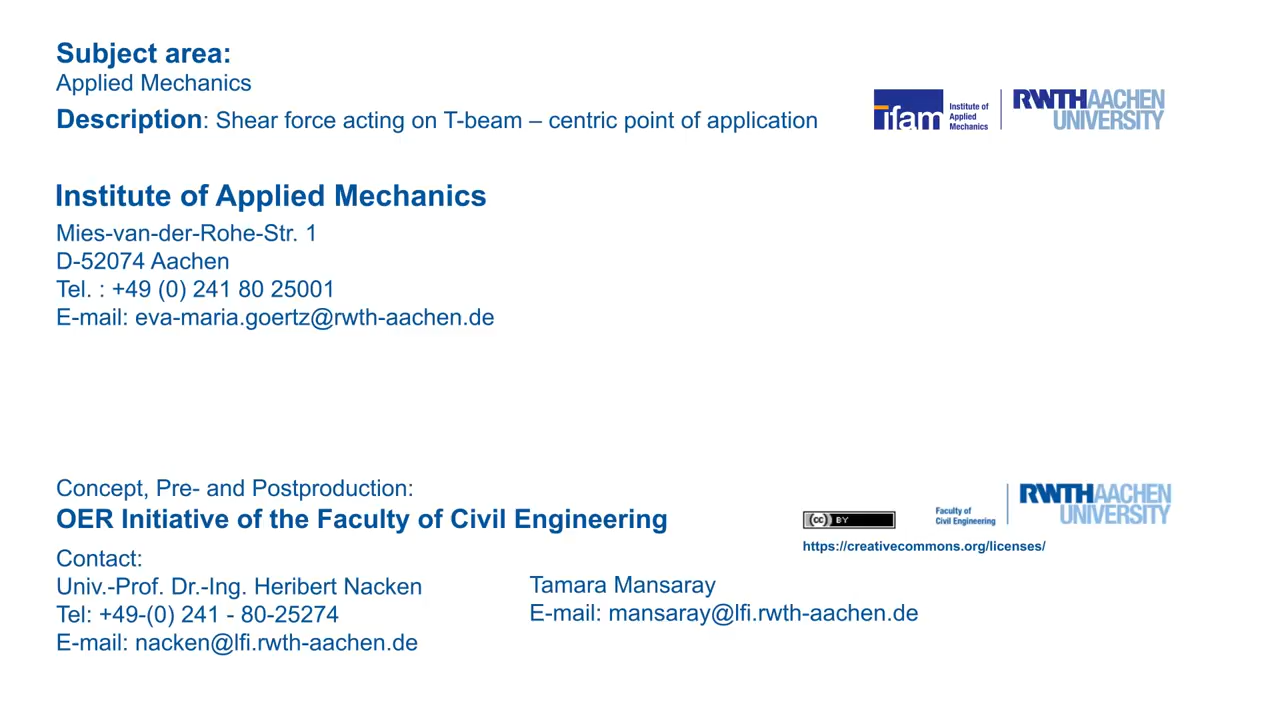 Subject area:
Applied Mechanics
Description: Shear force acting on T-beam – centric point of application
ifam
Institute of
Applied
Mechanics
RWTHAACHEN
UNIVERSITY
Institute of Applied Mechanics
Mies-van-der-Rohe-Str. 1
D-52074 Aachen
Tel. : +49 (0) 241 80 25001
E-mail: eva-maria.goertz@rwth-aachen.de
Concept, Pre- and Postproduction:
OER Initiative of the Faculty of Civil Engineering
Contact:
Univ.-Prof. Dr.-Ing. Heribert Nacken
Tel: +49-(0) 241 - 80-25274
E-mail: nacken@lfi.rwth-aachen.de
Tamara Mansaray
E-mail: mansaray@lfi.rwth-aachen.de
cc BY
Faculty of
Civil Engineering
RWTHAACHEN
UNIVERSITY
https://creativecommons.org/licenses/